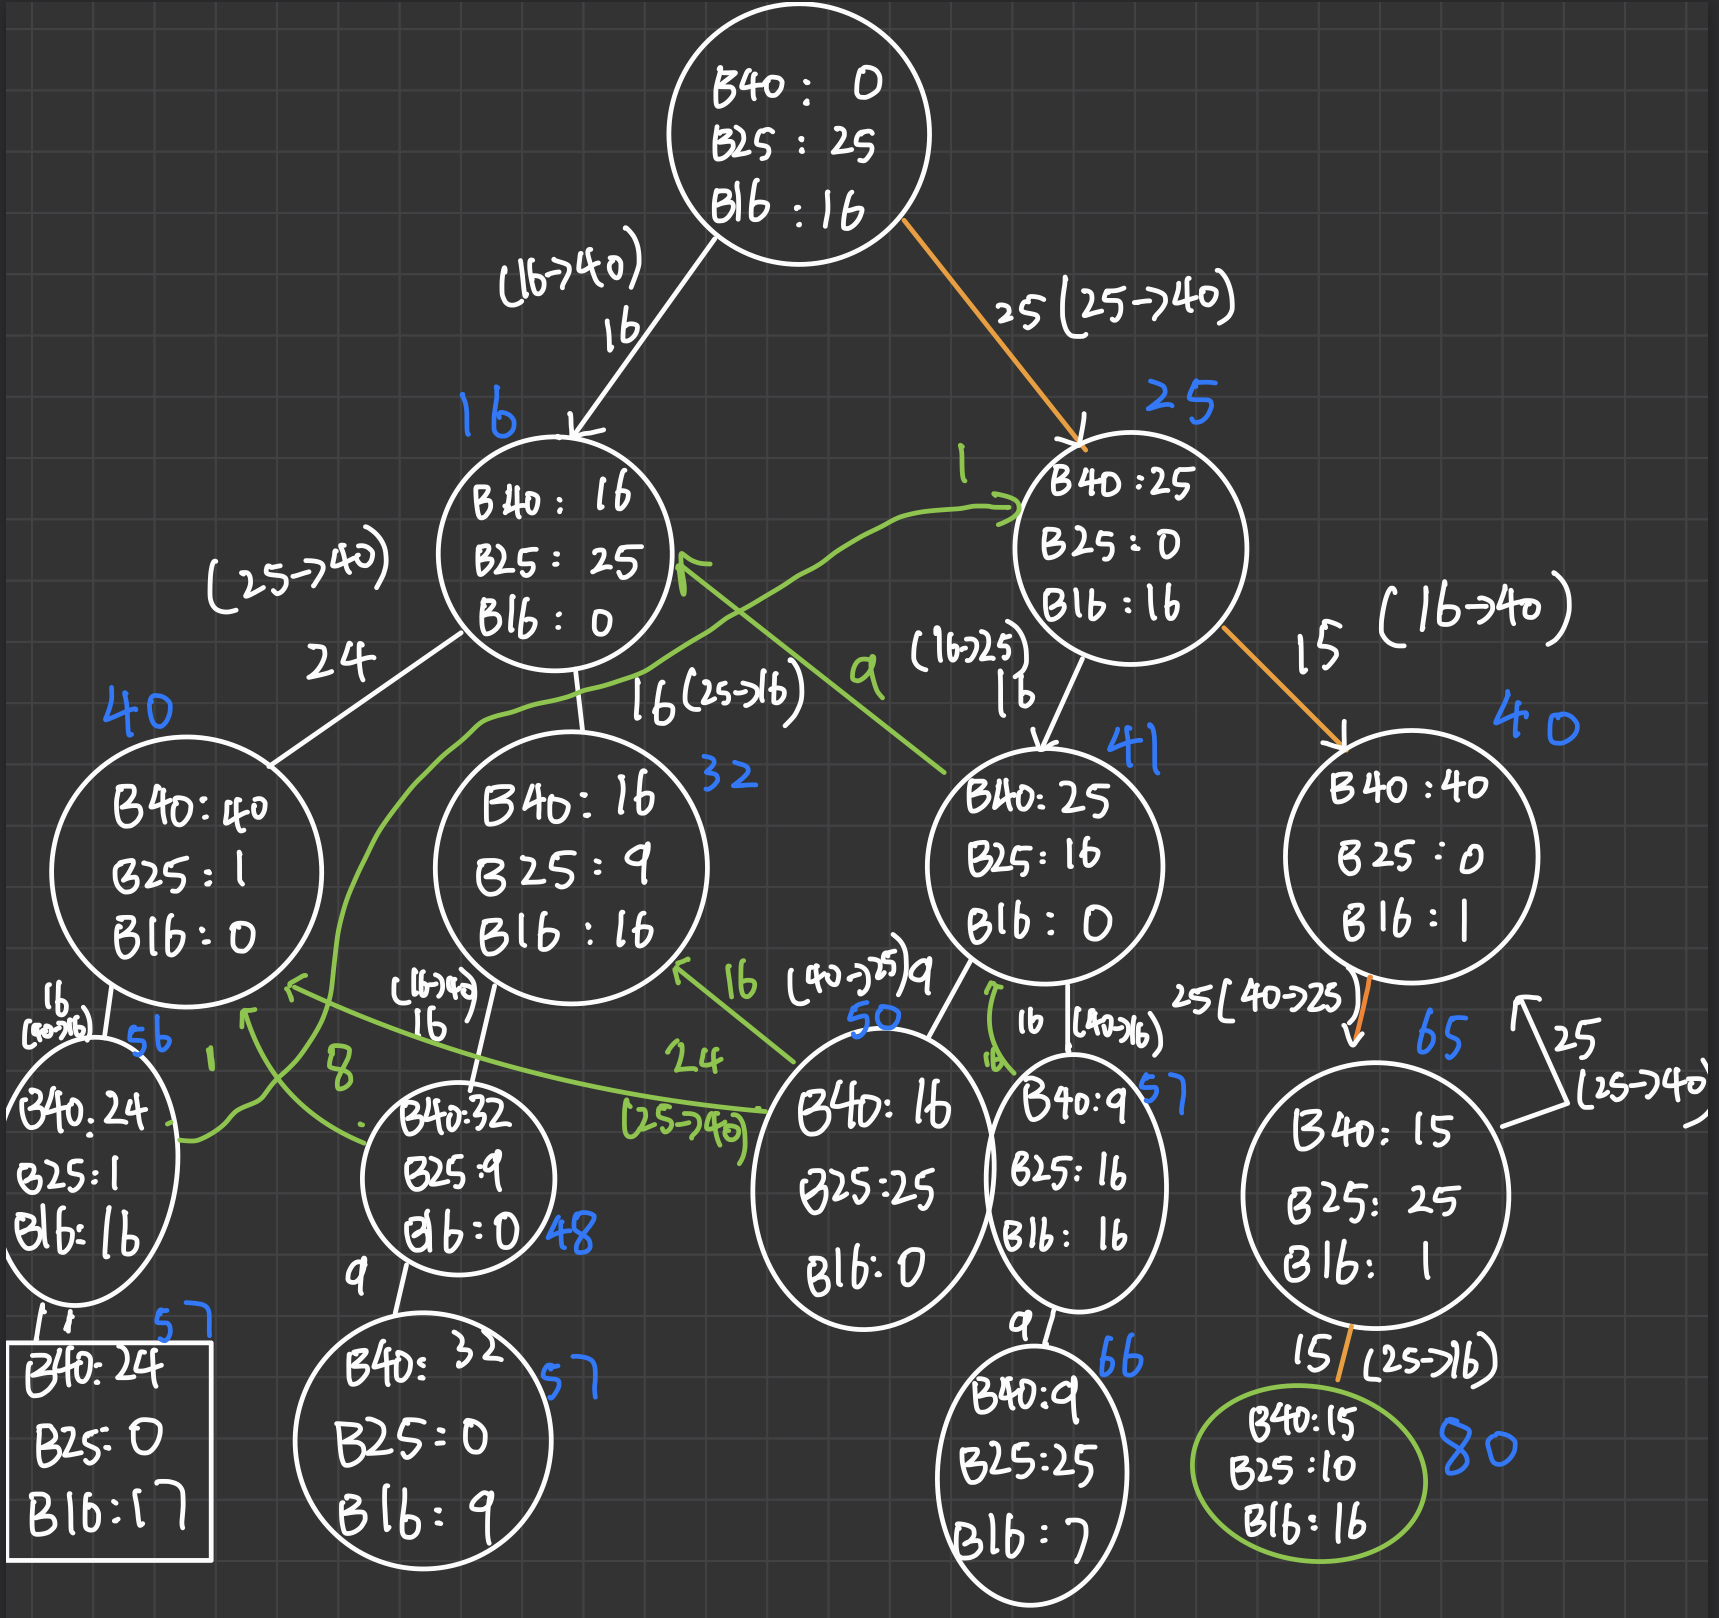 B40: 0
B25: 25
B16: 16
(16->40)
16
25 (25->40)
16
25
B40: 16
B25: 25
B16: 0
1
B40:25
B25:0
B16:16
(25->40)
24
16 (25->16)
9
(16->25)
16
15
(16->40)
40
32
41
40
B40:40
B25:1
B16:0
B40: 16
B25:9
B16:16
B40: 25
B25:16
B16: 0
B40:40
B25:0
B16:1
16
(40->16)
56
1
8
(16->40)
16
24
(25->40)
16
(40->25) 9
50
16 (40->16)
16
57
25 (40->25)
65
25
(25->40)
B40:24
B25:1
B16:16
B40:32
B25:9
B16:0
48
B40: 16
B25:25
B16:0
B40:9
B25:16
B16: 16
B40: 15
B25: 25
B16: 1
1
57
9
57
9
66
15 (25->16)
80
B40:24
B25:0
B16:17
B40: 32
B25:0
B16:9
B40:9
B25:25
B16:7
B40:15
B25:10
B16:16